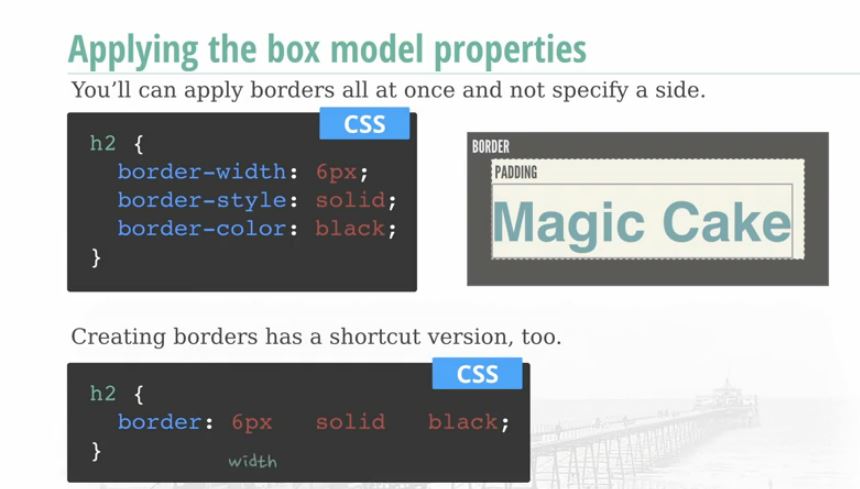 Applying the box model properties
You'll can apply borders all at once and not specify a side.
CSS
h2 {
border-width: 6px;
border-style: solid;
border-color: black;
}
BORDER
PADDING
Magic Cake
Creating borders has a shortcut version, too.
CSS
h2 {
border: 6px solid black;
}
width